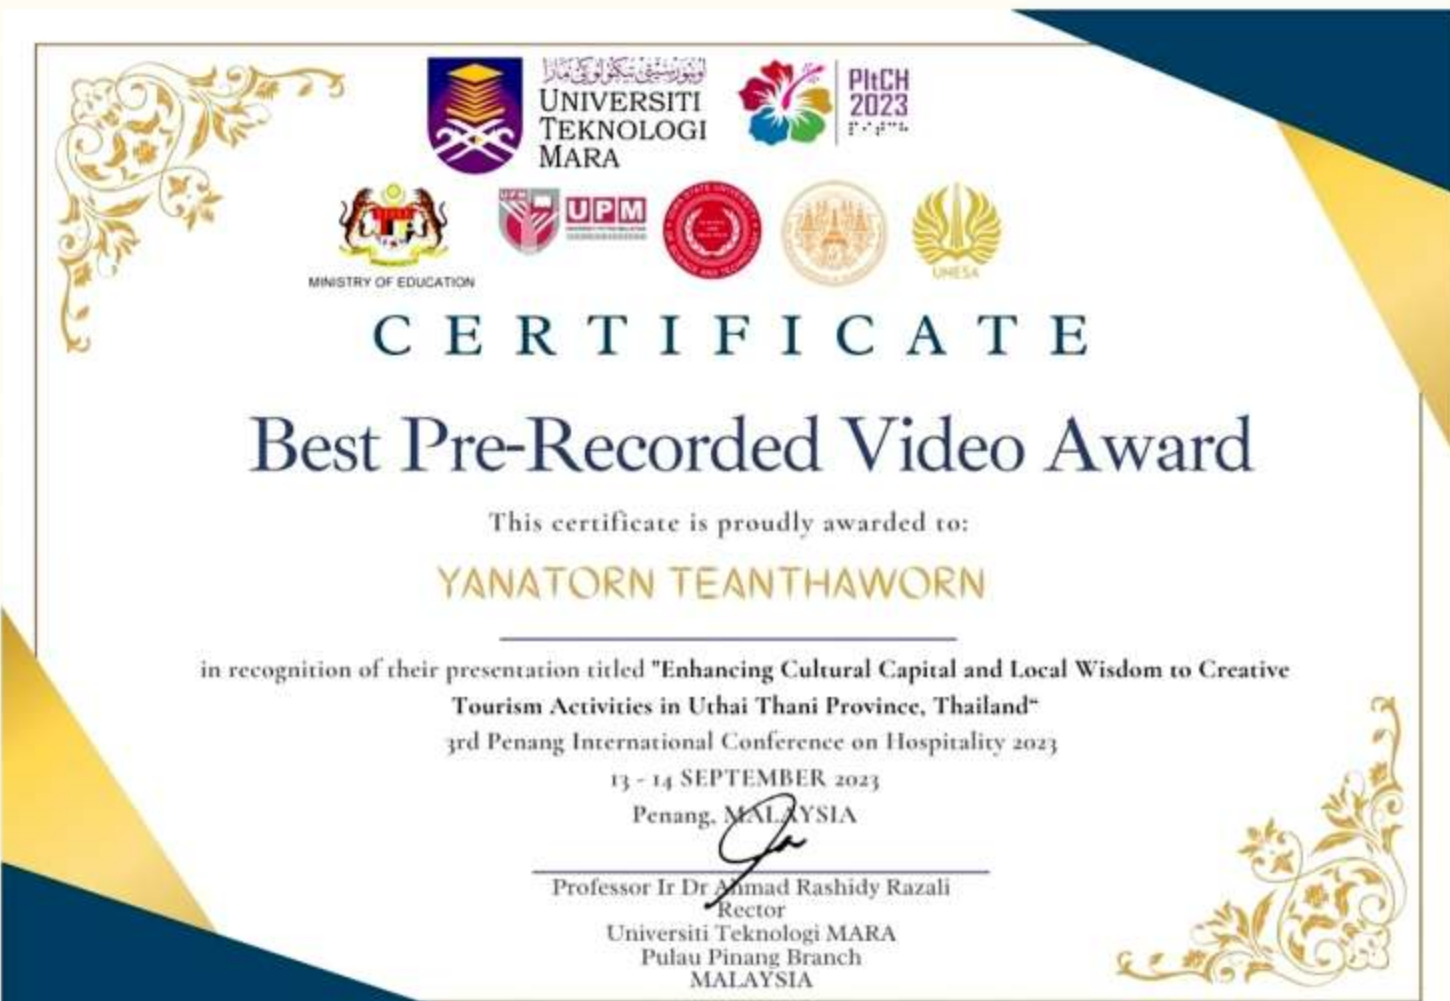 UNIVERSITI
TEKNOLOGI
MARA
PItCH
2023
MINISTRY OF EDUCATION
UPM
UNESA
CERTIFICATE
Best Pre-Recorded Video Award
This certificate is proudly awarded to:
YANATORN TEANTHAWORN
in recognition of their presentation titled "Enhancing Cultural Capital and Local Wisdom to Creative
Tourism Activities in Uthai Thani Province, Thailand“
3rd Penang International Conference on Hospitality 2023
13 - 14 SEPTEMBER 2023
Penang, MALAYSIA
Professor Ir Dr Ahmad Rashidy Razali
Rector
Universiti Teknologi MARA
Pulau Pinang Branch
MALAYSIA